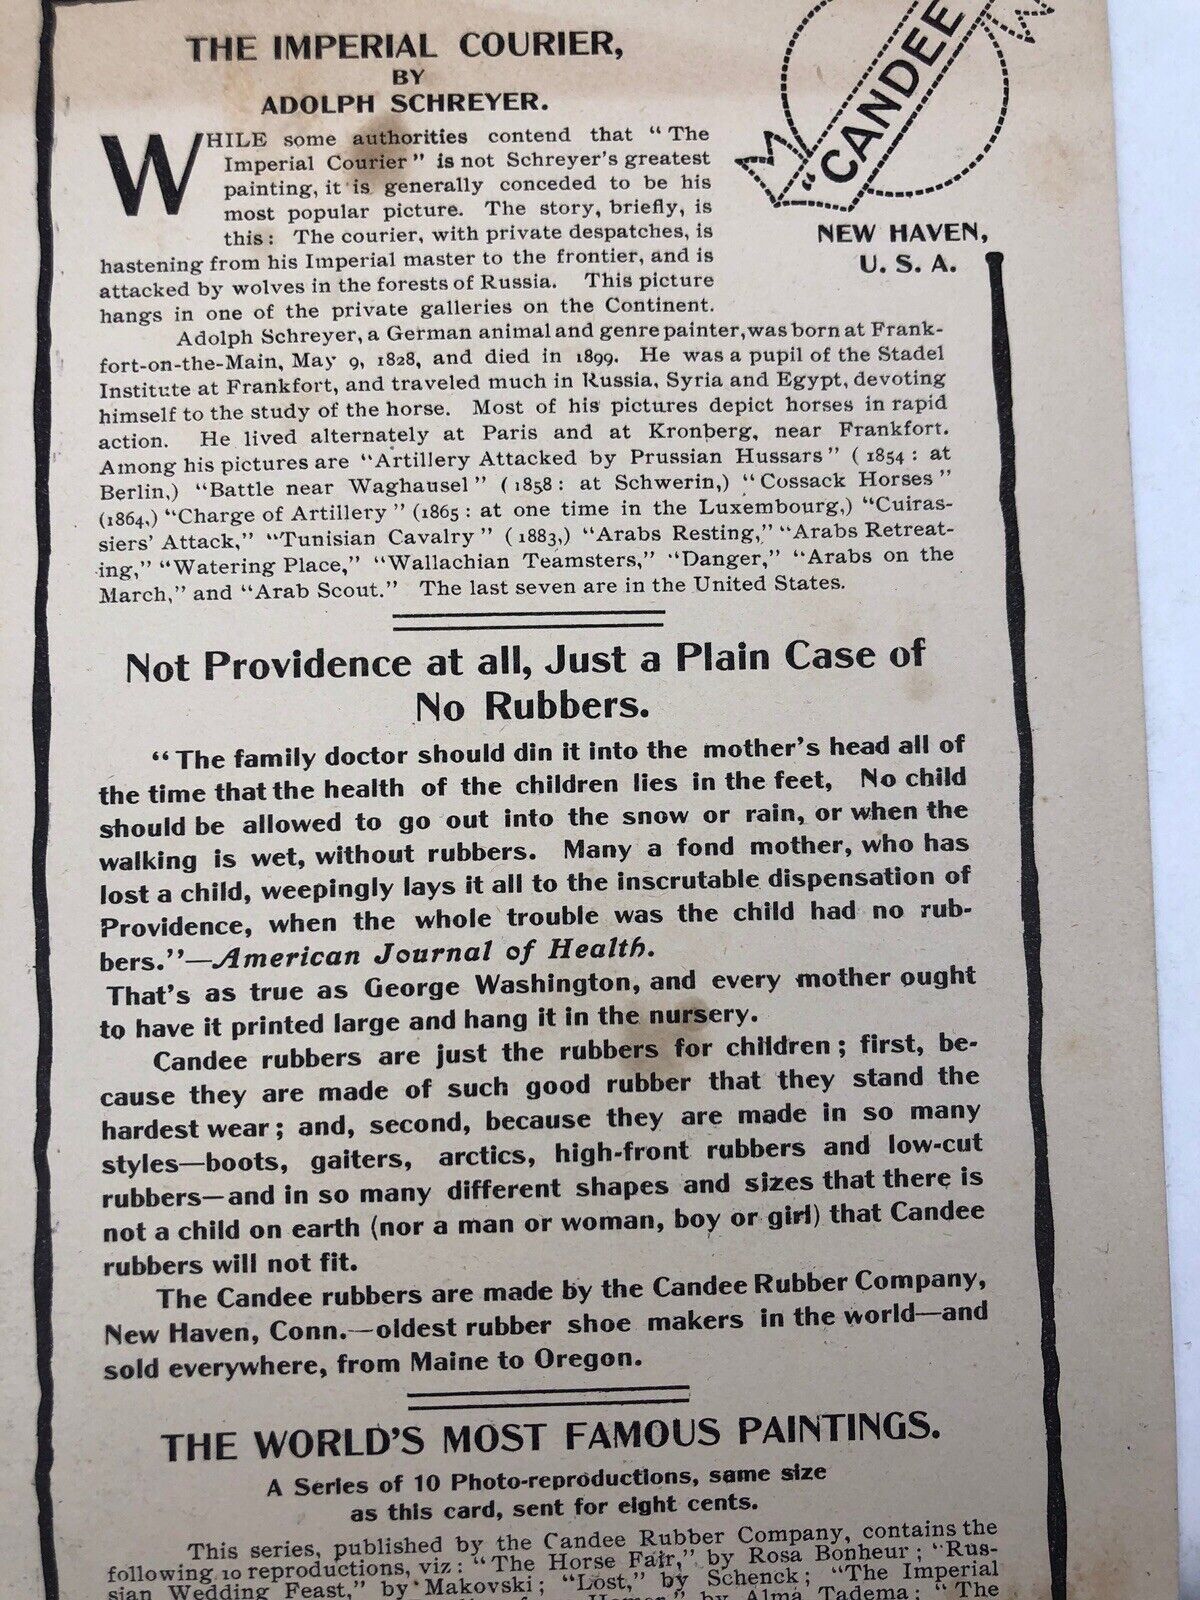 THE IMPERIAL COURIER,
BY
ADOLPH SCHREYER.
"CANDEE
NEW HAVEN,
U. S. A.
WHILE some authorities contend that "The
Imperial Courier" is not Schreyer's greatest
painting, it is generally conceded to be his
most popular picture. The story, briefly, is
this: The courier, with private despatches, is
hastening from his Imperial master to the frontier, and is
attacked by wolves in the forests of Russia. This picture
hangs in one of the private galleries on the Continent.
Adolph Schreyer, a German animal and genre painter, was born at Frank-
fort-on-the-Main, May 9, 1828, and died in 1899. He was a pupil of the Stadel
Institute at Frankfort, and traveled much in Russia, Syria and Egypt, devoting
himself to the study of the horse. Most of his pictures depict horses in rapid
action. He lived alternately at Paris and at Kronberg, near Frankfort.
Among his pictures are "Artillery Attacked by Prussian Hussars" (1854: at
Berlin,) "Battle near Waghausel" (1858: at Schwerin,) "Cossack Horses"
(1864,) "Charge of Artillery" (1865: at one time in the Luxembourg,) "Cuiras-
siers' Attack," "Tunisian Cavalry" (1883,) "Arabs Resting," "Arabs Retreat-
ing," "Watering Place," "Wallachian Teamsters," "Danger," "Arabs on the
March," and "Arab Scout." The last seven are in the United States.
Not Providence at all, Just a Plain Case of
No Rubbers.
"The family doctor should din it into the mother's head all of
the time that the health of the children lies in the feet, No child
should be allowed to go out into the snow or rain, or when the
walking is wet, without rubbers. Many a fond mother, who has
lost a child, weepingly lays it all to the inscrutable dispensation of
Providence, when the whole trouble was the child had no rub-
bers."—American Journal of Health.
That's as true as George Washington, and every mother ought
to have it printed large and hang it in the nursery.
Candee rubbers are just the rubbers for children; first, be-
cause they are made of such good rubber that they stand the
hardest wear; and, second, because they are made in so many
styles—boots, gaiters, arctics, high-front rubbers and low-cut
rubbers—and in so many different shapes and sizes that there is
not a child on earth (nor a man or woman, boy or girl) that Candee
rubbers will not fit.
The Candee rubbers are made by the Candee Rubber Company,
New Haven, Conn.—oldest rubber shoe makers in the world—and
sold everywhere, from Maine to Oregon.
THE WORLD'S MOST FAMOUS PAINTINGS.
A Series of 10 Photo-reproductions, same size
as this card, sent for eight cents.
This series, published by the Candee Rubber Company, contains the
following 10 reproductions, viz: "The Horse Fair," by Rosa Bonheur; "Rus-
sian Wedding Feast," by Makovski; "Lost," by Schenck; "The Imperial
Homer," by Alma Tadema; "The